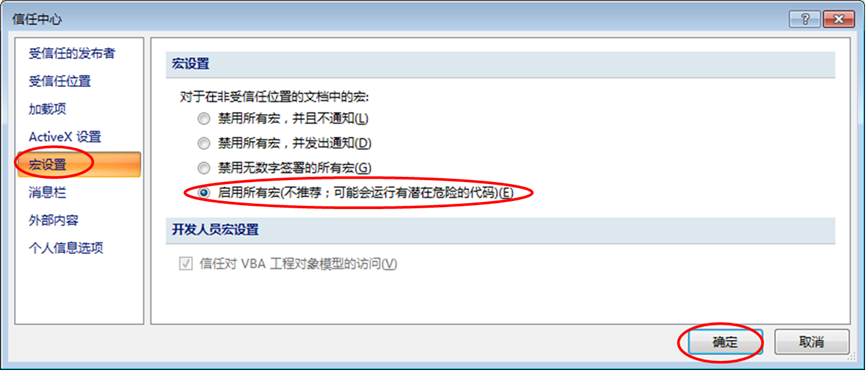 信任中心
受信任的发布者
受信任位置
加载项
ActiveX 设置
宏设置
消息栏
外部内容
个人信息选项
宏设置
对于在非受信任位置的文档中的宏:
禁用所有宏，并且不通知(L)
禁用所有宏，并发出通知(D)
禁用无数字签署的所有宏(G)
启用所有宏(不推荐；可能会运行有潜在危险的代码)(E)
开发人员宏设置
信任对 VBA 工程对象模型的访问(V)
确定
取消